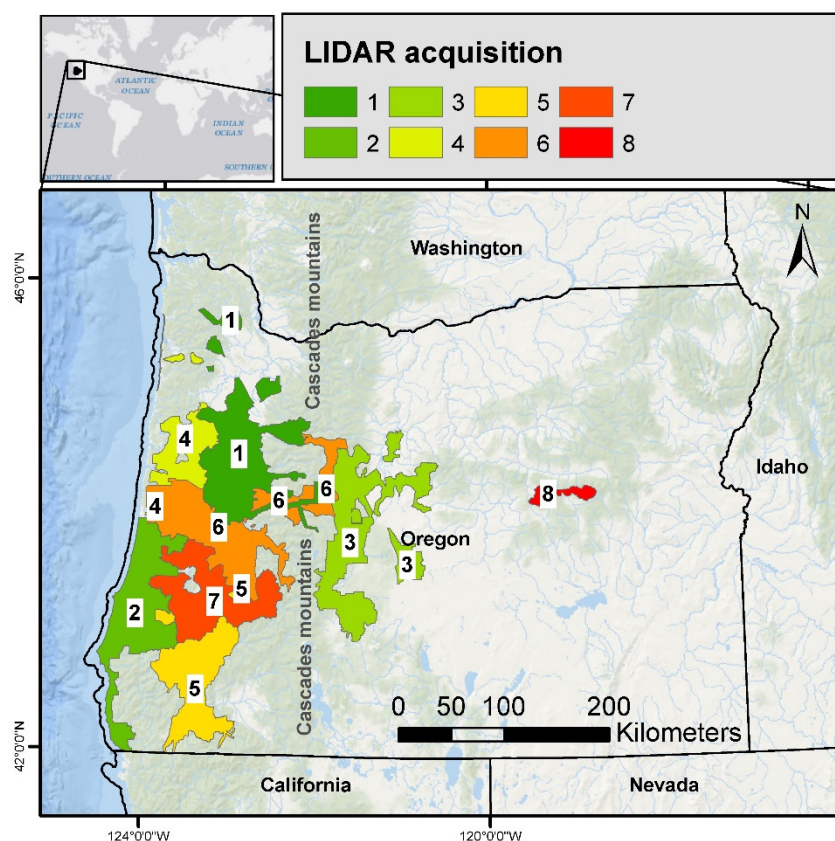 ATLANTIC
OCEAN
PACIFIC
OCEAN
INDIAN
OCEAN
SOUTHERN
LIDAR acquisition
1 3 5 7
2 4 6 8
46°0'0"N
42°0'0"N
124°0'0"W
120°0'0"W
Washington
N
Cascades mountains
1
4
1
6
6
4
6
3
Oregon
3
8
Idaho
2
7
5
5
Cascades mountains
0 50 100 200
Kilometers
California
Nevada